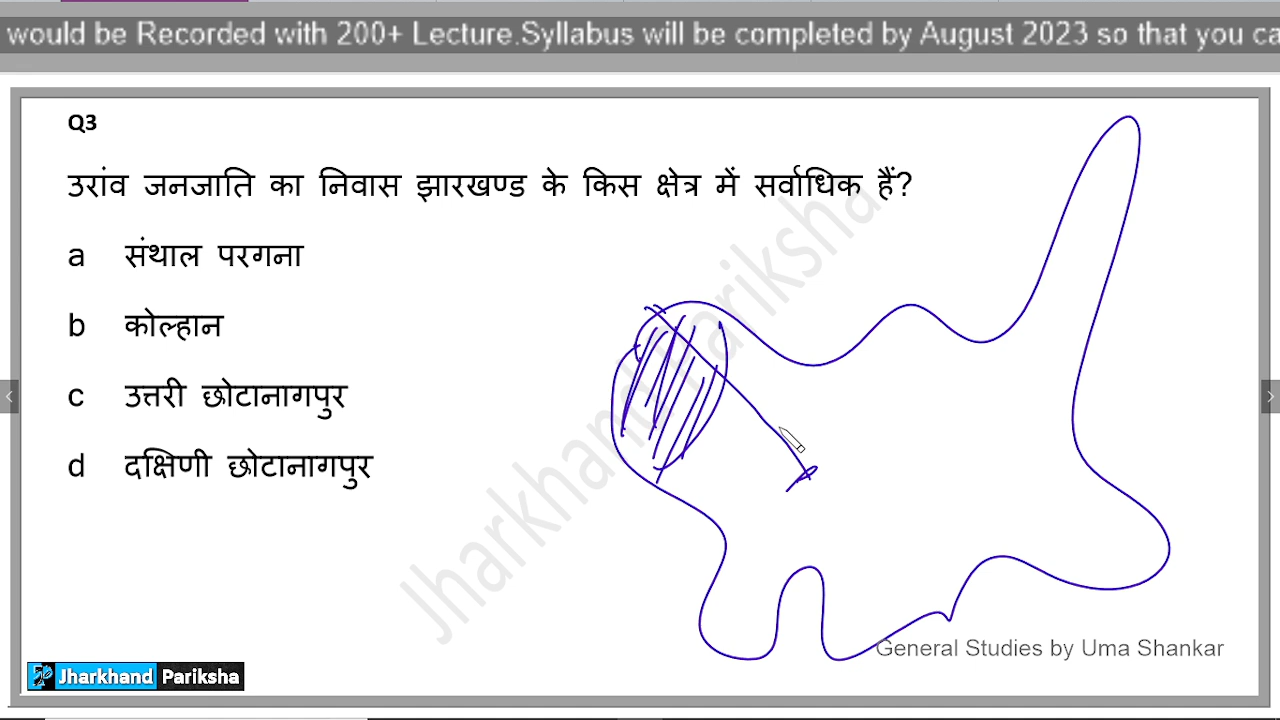 would be Recorded with 200+ Lecture.Syllabus will be completed by August 2023 so that you ca
Q3
उरांव जनजाति का निवास झारखण्ड के किस क्षेत्र में सर्वाधिक हैं?
a संथाल परगना
b कोल्हान
c उत्तरी छोटानागपुर
d दक्षिणी छोटानागपुर
Jharkhand Pariksha
General Studies by Uma Shankar
Jharkhand Pariksha